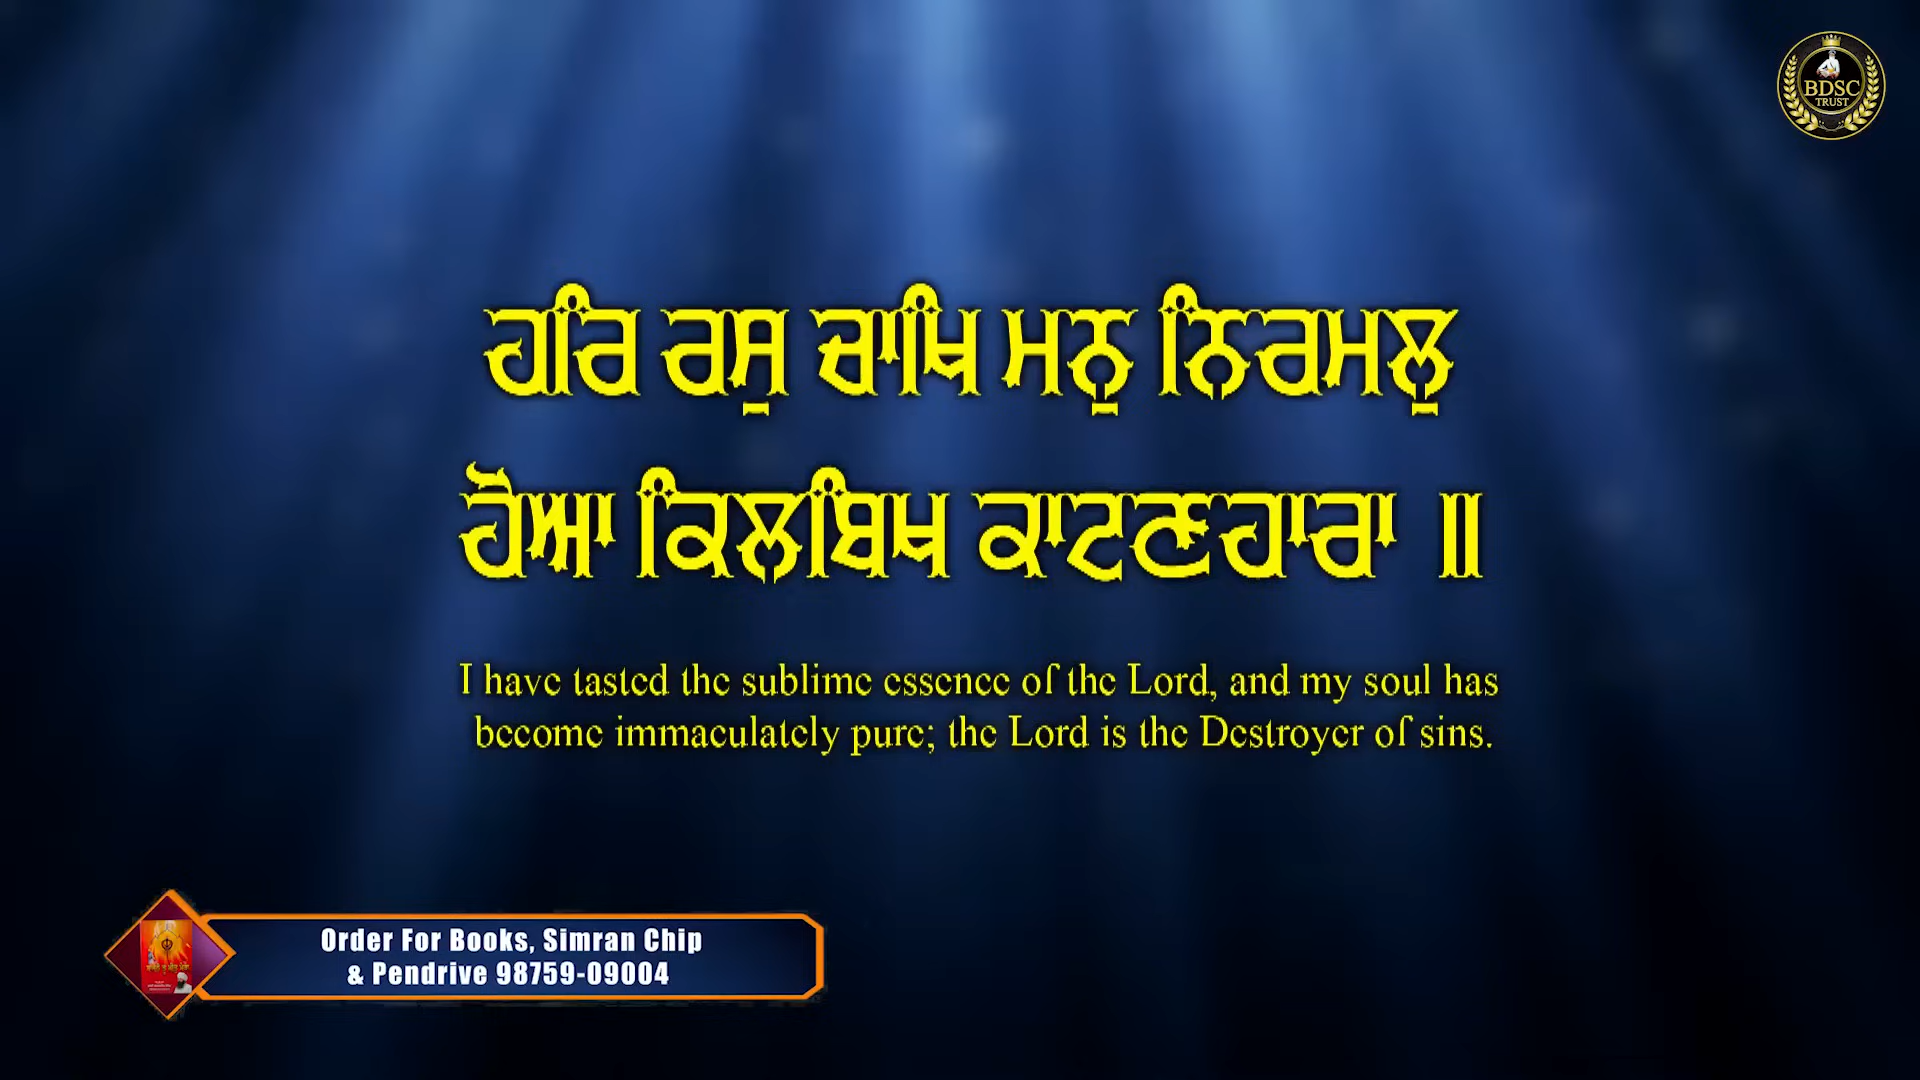 BDSC
TRUST
ਹਰਿ ਰਸੁ ਚਾਖਿ ਮਨੁ ਨਿਰਮਲੁ
ਹੋਆ ਕਿਲਬਿਖ ਕਾਟਣਹਾਰਾ ॥
I have tasted the sublime essence of the Lord, and my soul has
become immaculately pure; the Lord is the Destroyer of sins.
Order For Books, Simran Chip
& Pendrive 98759-09004